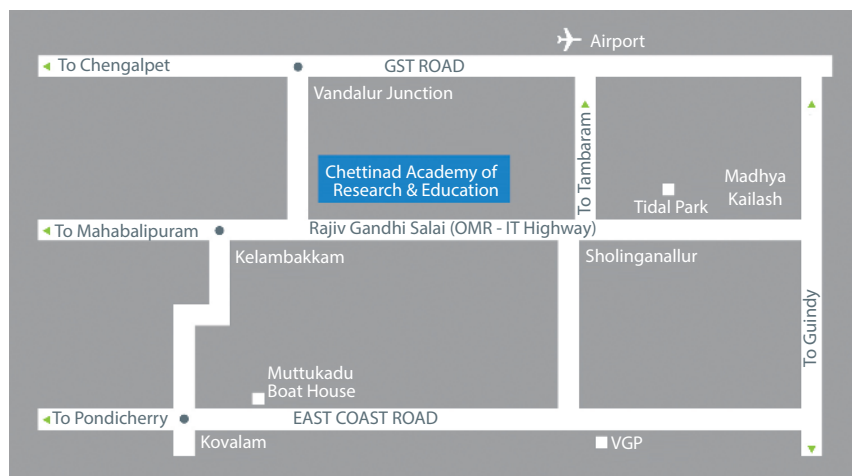 Airport
To Chengalpet
GST ROAD
Vandalur Junction
Chettinad Academy of
Research & Education
To Tambaram
Tidal Park
Madhya
Kailash
To Mahabalipuram
Rajiv Gandhi Salai (OMR - IT Highway)
Kelambakkam
Sholinganallur
To Guindy
Muttukadu
Boat House
To Pondicherry
EAST COAST ROAD
Kovalam
VGP